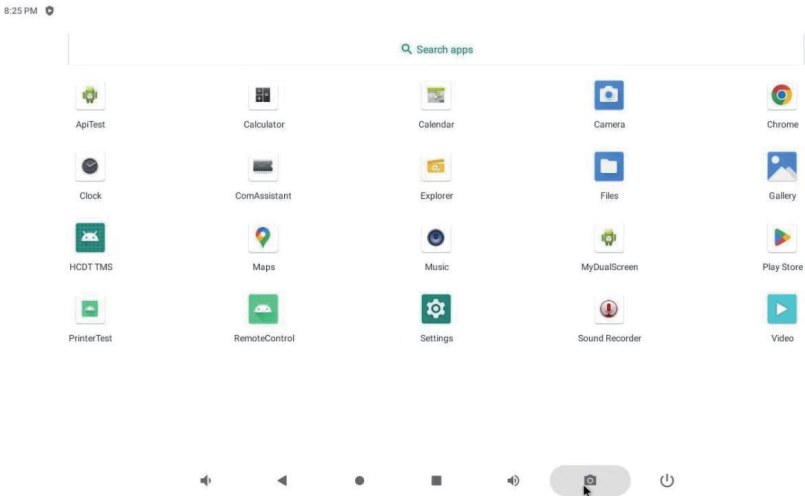 8:25 PM
Search apps
ApiTest
Calculator
Calendar
Camera
Chrome
Clock
ComAssistant
Explorer
Files
Gallery
HCDT TMS
Maps
Music
MyDualScreen
Play Store
PrinterTest
RemoteControl
Settings
Sound Recorder
Video